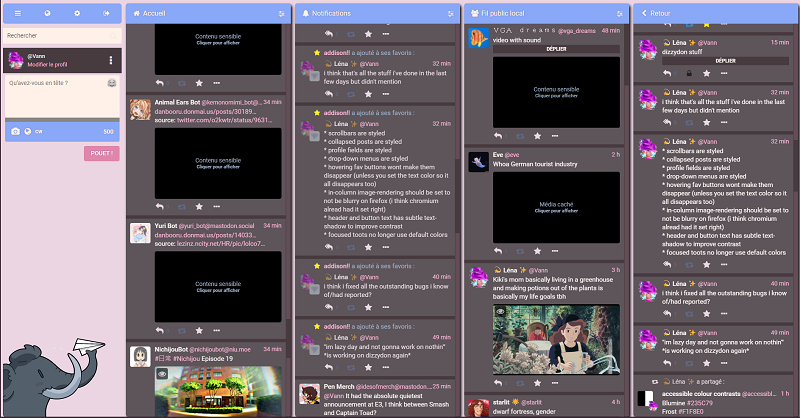 Rechercher
@Vann
Modifier le profil
Qu'avez-vous en tête ?
CW
500
POUET !
Accueil
Contenu sensible
Cliquer pour afficher
34 min
Animal Ears Bot @kemonomimi_bot@...
danbooru.donmai.us/posts/30189...
source: twitter.com/o2kwtr/status/9631...
Contenu sensible
Cliquer pour afficher
Yuri Bot @yuri_bot@mastodon.social 34 min
danbooru.donmai.us/posts/14033...
source: lezinz.ncity.net/HR/pic/lolco7...
Contenu sensible
Cliquer pour afficher
NichijouBot @nichijoubot@niu.moe 34 min
#日常 #Nichijou Episode 19
Notifications
addison!! a ajouté à ses favoris :
Léna @Vann 32 min
i think that's all the stuff i've done in the last
few days but didn't mention
addison!! a ajouté à ses favoris :
Léna @Vann 32 min
* scrollbars are styled
* collapsed posts are styled
* profile fields are styled
* drop-down menus are styled
* hovering fav buttons wont make them
disappear (unless you set the text color so it
all disappears too)
* in-column image-rendering should be set to
not be blurry on firefox (i think chromium
alread had it set right)
* header and button text has subtle text-
shadow to improve contrast
* focused toots no longer use default colors
addison!! a ajouté à ses favoris :
Léna @Vann 40 min
i think i fixed all the outstanding bugs i know
of/had reported?
addison!! a ajouté à ses favoris :
Léna @Vann 49 min
"im lazy day and not gonna work on nothin"
*is working on dizzydon again*
Pen Merch @idesofmerch@mastodon.... 25 min
@Vann It had the absolute quietest
announcement at E3, I think between Smash
and Captain Toad?
Fil public local
VGA dreams @vga_dreams 48 min
video with sound
DÉPLIER
Contenu sensible
Cliquer pour afficher
Eve @eve 2 h
Whoa German tourist industry
Média caché
Cliquer pour afficher
Léna @Vann 3 h
Kiki's mom basically living in a greenhouse
and making potions out of the plants is
basically my life goals tbh
starlit @starlit 4 h
dwarf fortress, gender
Retour
Léna @Vann 15 min
dizzydon stuff
DÉPLIER
Léna @Vann 32 min
i think that's all the stuff i've done in the last
few days but didn't mention
Léna @Vann 32 min
* scrollbars are styled
* collapsed posts are styled
* profile fields are styled
* drop-down menus are styled
* hovering fav buttons wont make them
disappear (unless you set the text color so it
all disappears too)
* in-column image-rendering should be set to
not be blurry on firefox (i think chromium
alread had it set right)
* header and button text has subtle text-
shadow to improve contrast
* focused toots no longer use default colors
Léna @Vann 40 min
i think i fixed all the outstanding bugs i know
of/had reported?
Léna @Vann 49 min
"im lazy day and not gonna work on nothin"
*is working on dizzydon again*
Léna a partagé :
accessible colour contrasts @accessibl... 1 h
Blumine #235C79
Frost #F1F8E0